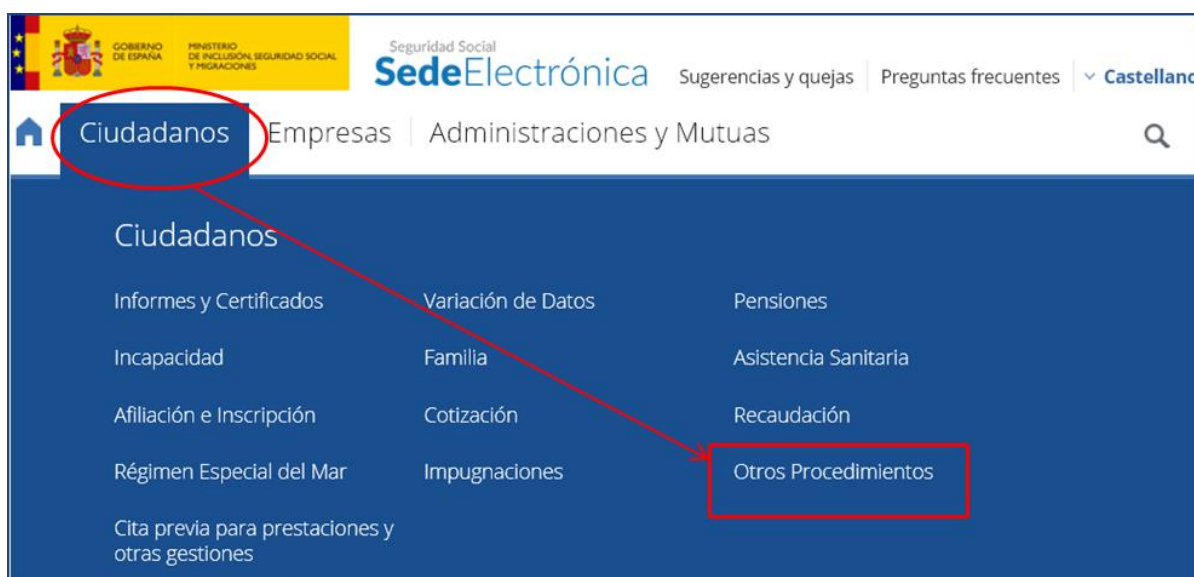 GOBIERNO
DE ESPAÑA
MINISTERIO
DE INCLUSIÓN, SEGURIDAD SOCIAL
Y MIGRACIONES
Seguridad Social
SedeElectrónica
Sugerencias y quejas
Preguntas frecuentes
Castellano
Ciudadanos
Empresas
Administraciones y Mutuas
Ciudadanos
Informes y Certificados
Variación de Datos
Pensiones
Incapacidad
Familia
Asistencia Sanitaria
Afiliación e Inscripción
Cotización
Recaudación
Régimen Especial del Mar
Impugnaciones
Otros Procedimientos
Cita previa para prestaciones y
otras gestiones